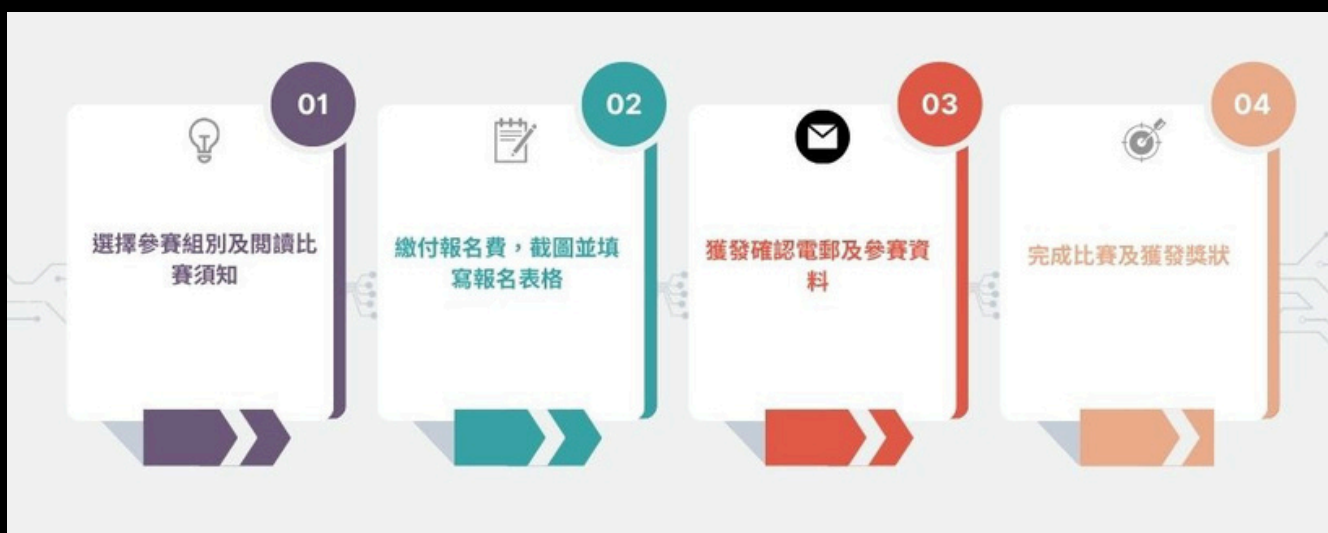 01
選擇參賽組別及閱讀比
賽須知
02
繳付報名費，截圖並填
寫報名表格
03
獲發確認電郵及參賽資
料
04
完成比賽及獲發獎狀